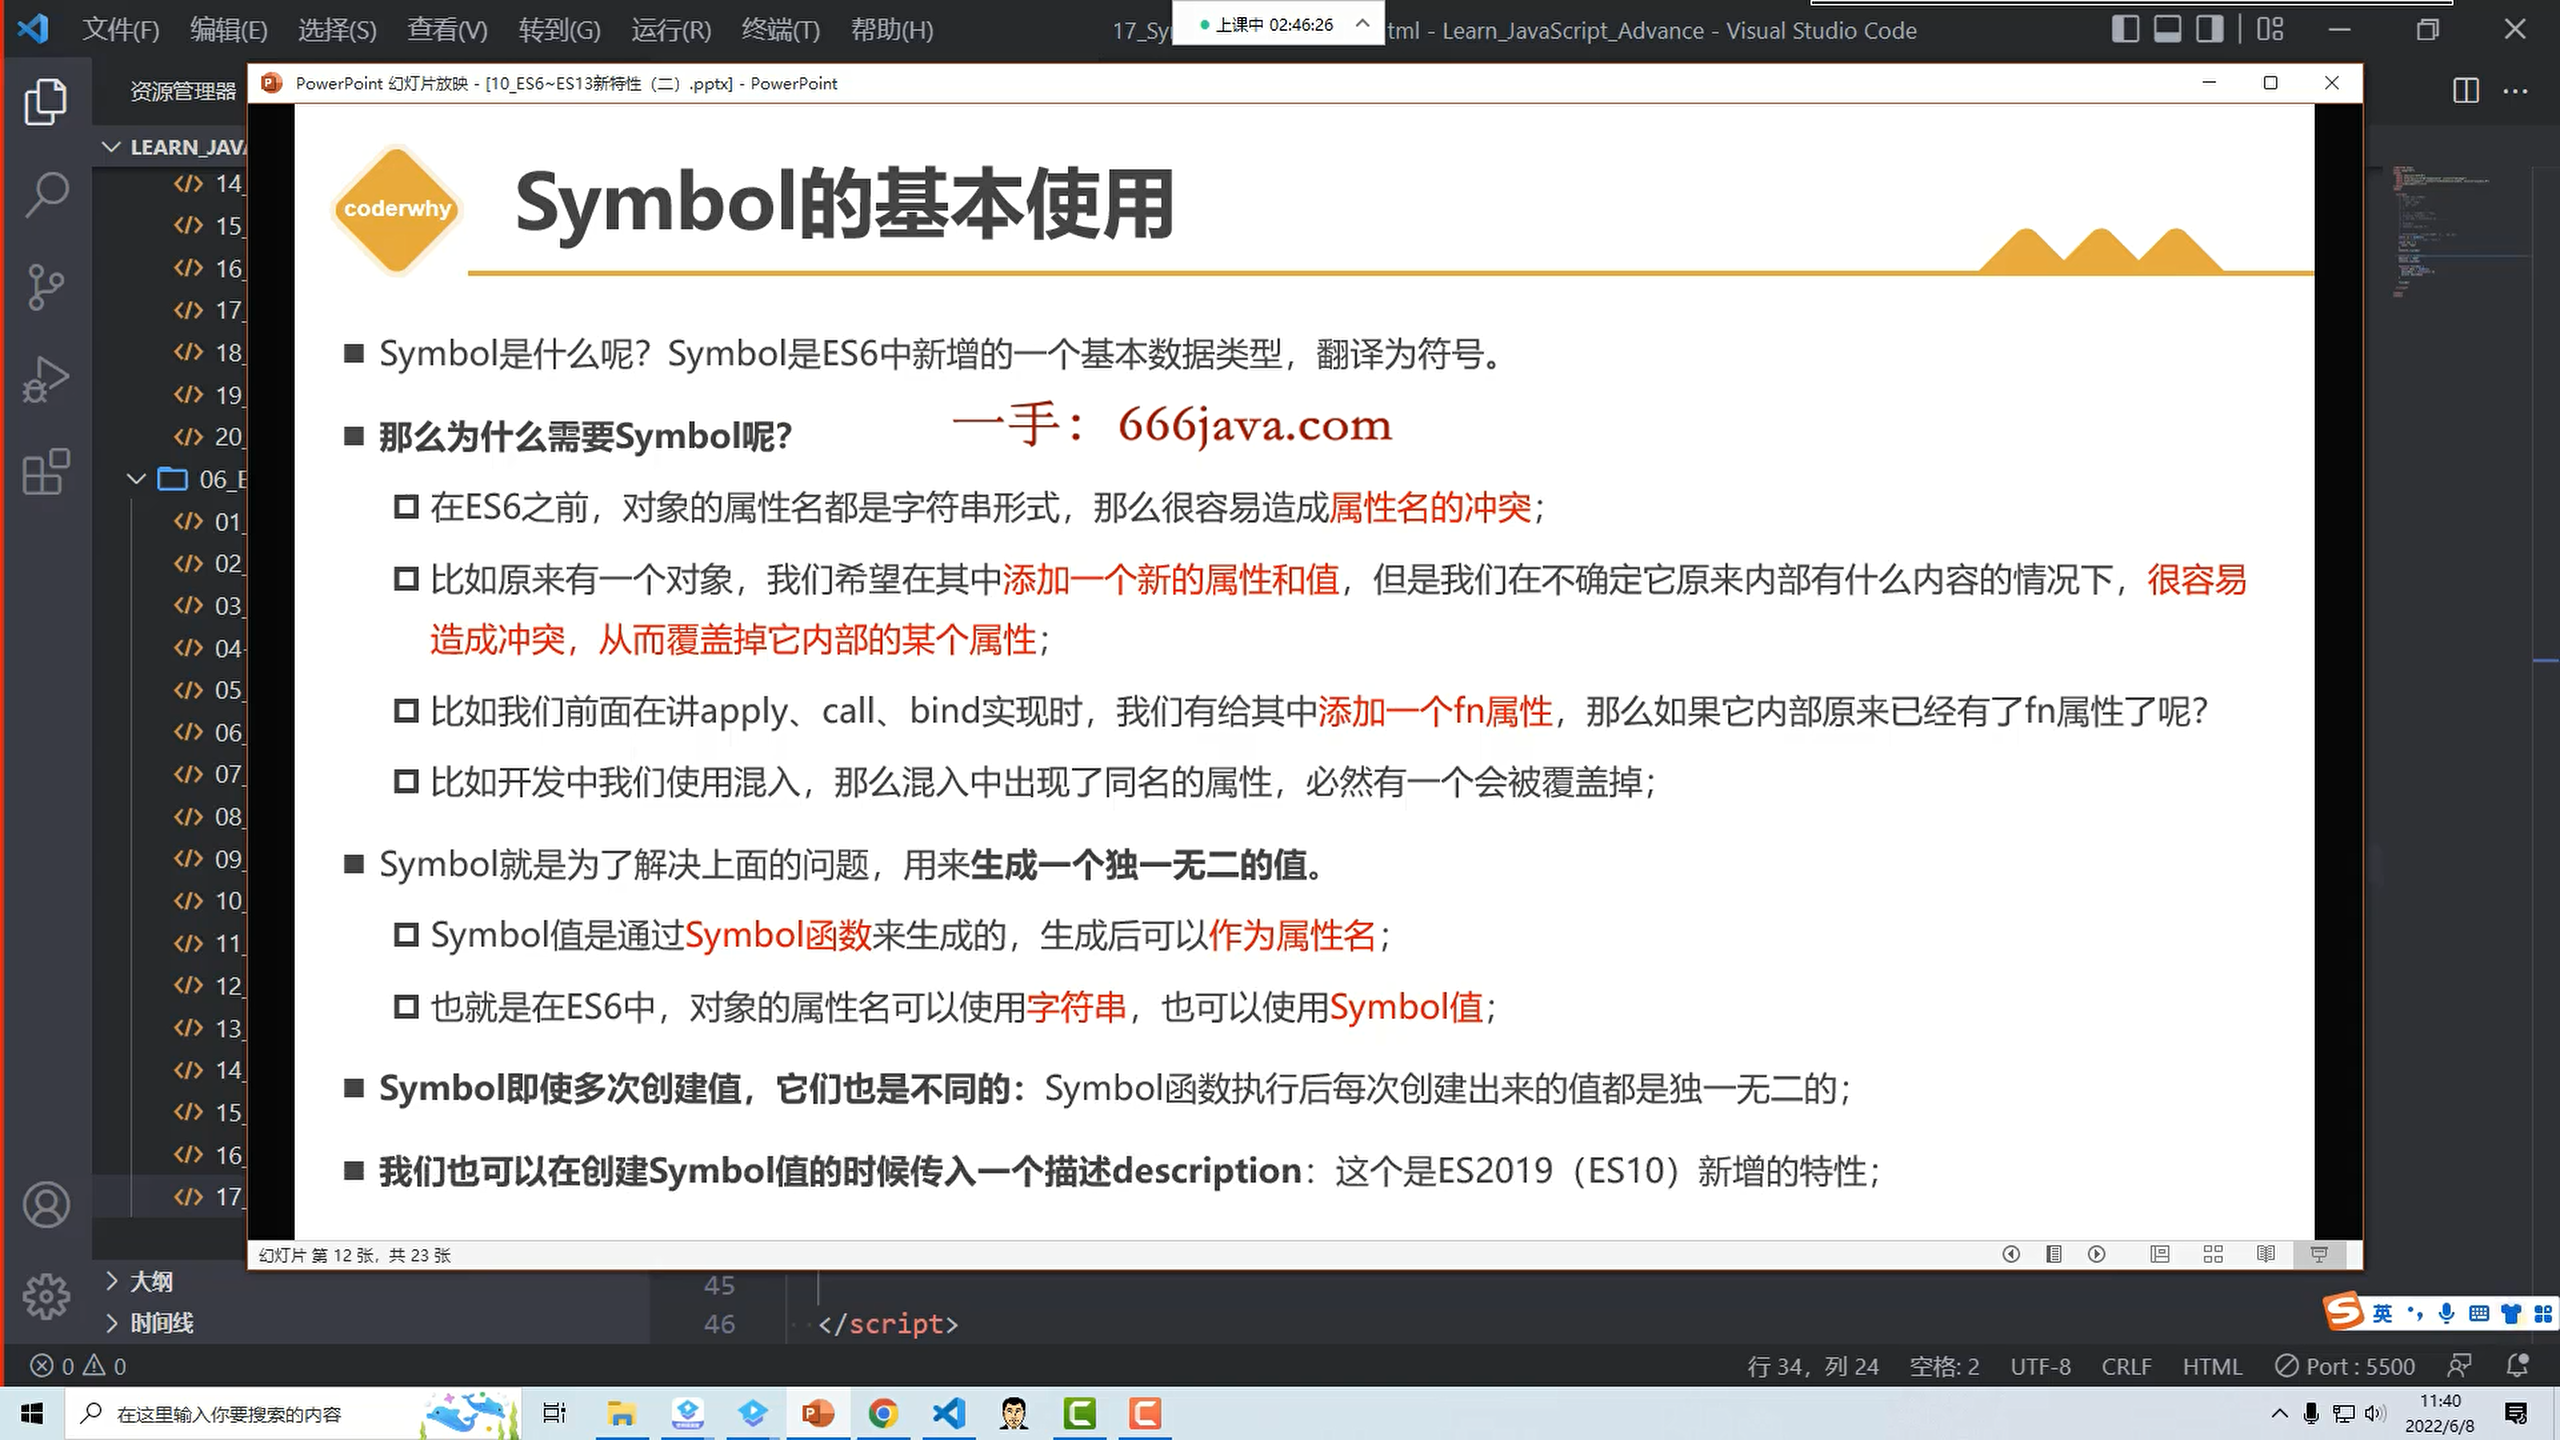 文件(F) 编辑(E) 选择(S) 查看(V) 转到(G) 运行(R) 终端(T) 帮助(H)
17_Sy
上课中 02:46:26
tml - Learn_JavaScript_Advance - Visual Studio Code
资源管理器
PowerPoint 幻灯片放映 - [10_ES6~ES13新特性（二）.pptx] - PowerPoint
LEARN_JAVA
14_
15_
16_
17_
18_
19_
20_
06_E
01_
02_
03_
04-
05_
06_
07_
08_
09_
10_
11_
12_
13_
14_
15_
16_
17_
coderwhy
Symbol的基本使用
Symbol是什么呢？Symbol是ES6中新增的一个基本数据类型，翻译为符号。
那么为什么需要Symbol呢？
一手：666java.com
在ES6之前，对象的属性名都是字符串形式，那么很容易造成属性名的冲突；
比如原来有一个对象，我们希望在其中添加一个新的属性和值，但是我们在不确定它原来内部有什么内容的情况下，很容易
造成冲突，从而覆盖掉它内部的某个属性；
比如我们前面在讲apply、call、bind实现时，我们有给其中添加一个fn属性，那么如果它内部原来已经有了fn属性了呢？
比如开发中我们使用混入，那么混入中出现了同名的属性，必然有一个会被覆盖掉；
Symbol就是为了解决上面的问题，用来生成一个独一无二的值。
Symbol值是通过Symbol函数来生成的，生成后可以作为属性名；
也就是在ES6中，对象的属性名可以使用字符串，也可以使用Symbol值；
Symbol即使多次创建值，它们也是不同的：Symbol函数执行后每次创建出来的值都是独一无二的；
我们也可以在创建Symbol值的时候传入一个描述description：这个是ES2019（ES10）新增的特性；
幻灯片 第 12 张，共 23 张
大纲
时间线
45
46 </script>
英
0 0
行 34，列 24 空格: 2 UTF-8 CRLF HTML Port : 5500
在这里输入你要搜索的内容
11:40
2022/6/8